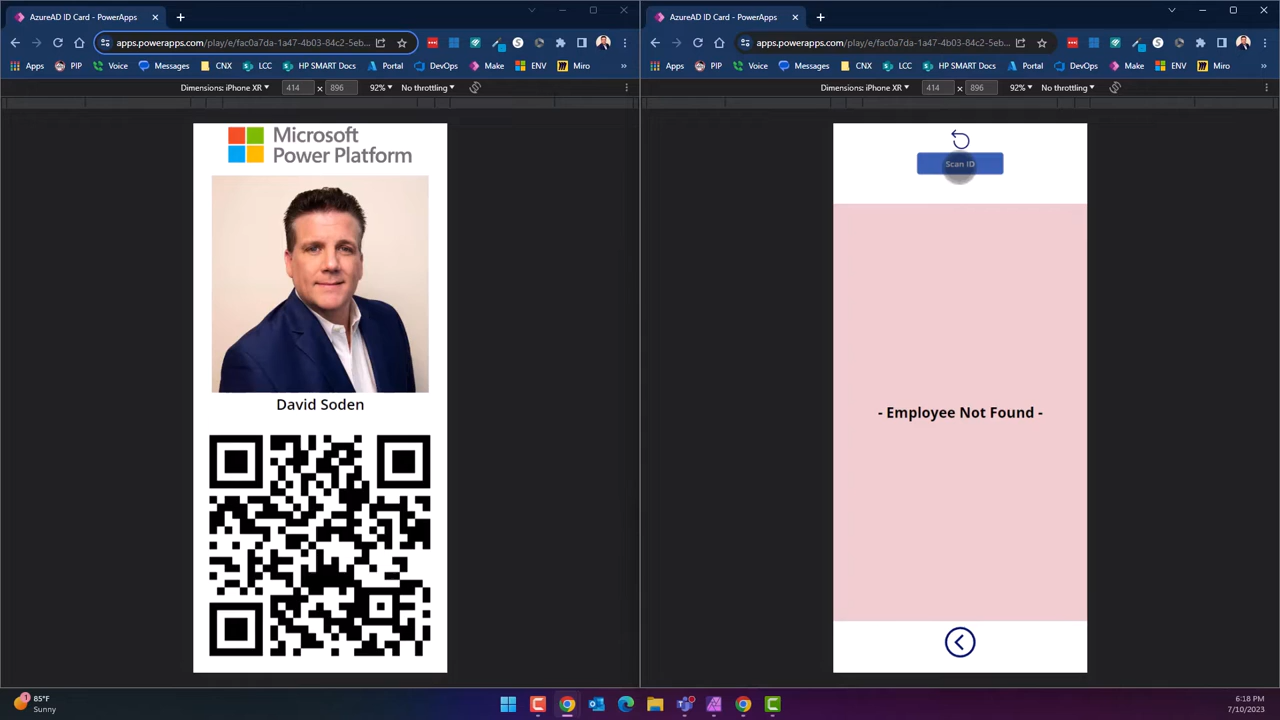 AzureAD ID Card - PowerApps
apps.powerapps.com/play/e/fac0a7da-1a47-4b03-84c2-5eb...
Apps PIP Voice Messages CNX LCC HP SMART Docs Portal DevOps Make ENV Miro »
Dimensions: iPhone XR 414 × 896 92% No throttling
Microsoft
Power Platform
David Soden
AzureAD ID Card - PowerApps
apps.powerapps.com/play/e/fac0a7da-1a47-4b03-84c2-5eb...
Apps PIP Voice Messages CNX LCC HP SMART Docs Portal DevOps Make ENV Miro »
Dimensions: iPhone XR 414 × 896 92% No throttling
Scan ID
- Employee Not Found -
1
85°F
Sunny
6:18 PM
7/10/2023